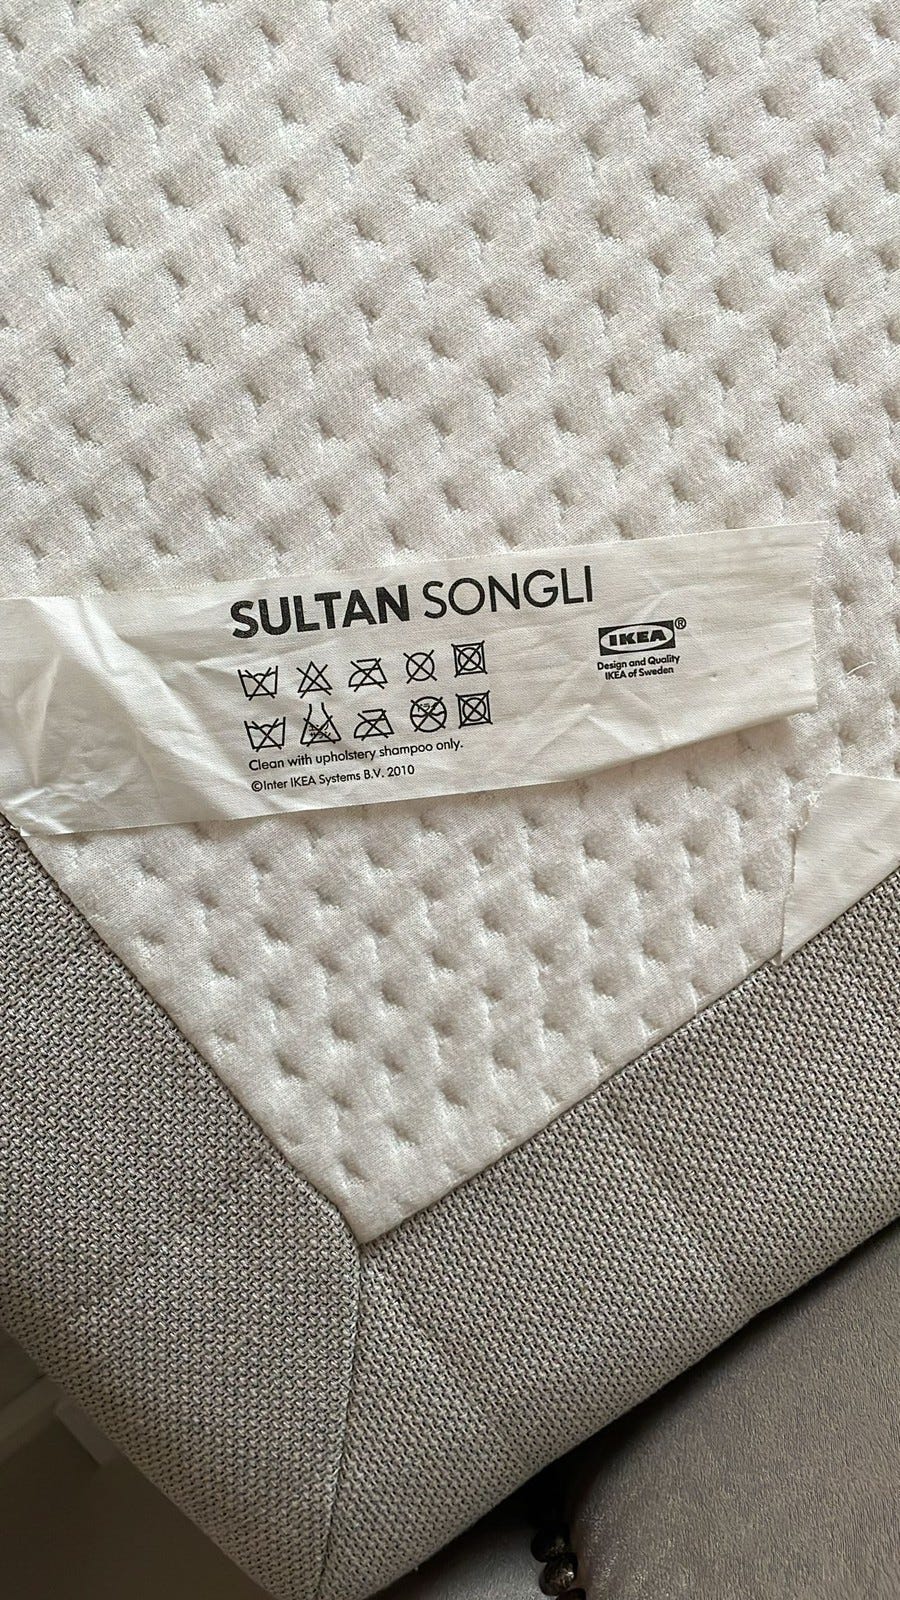 SULTAN SONGLI
IKEA®
Design and Quality
IKEA of Sweden
Clean with upholstery shampoo only.
©Inter IKEA Systems B.V. 2010